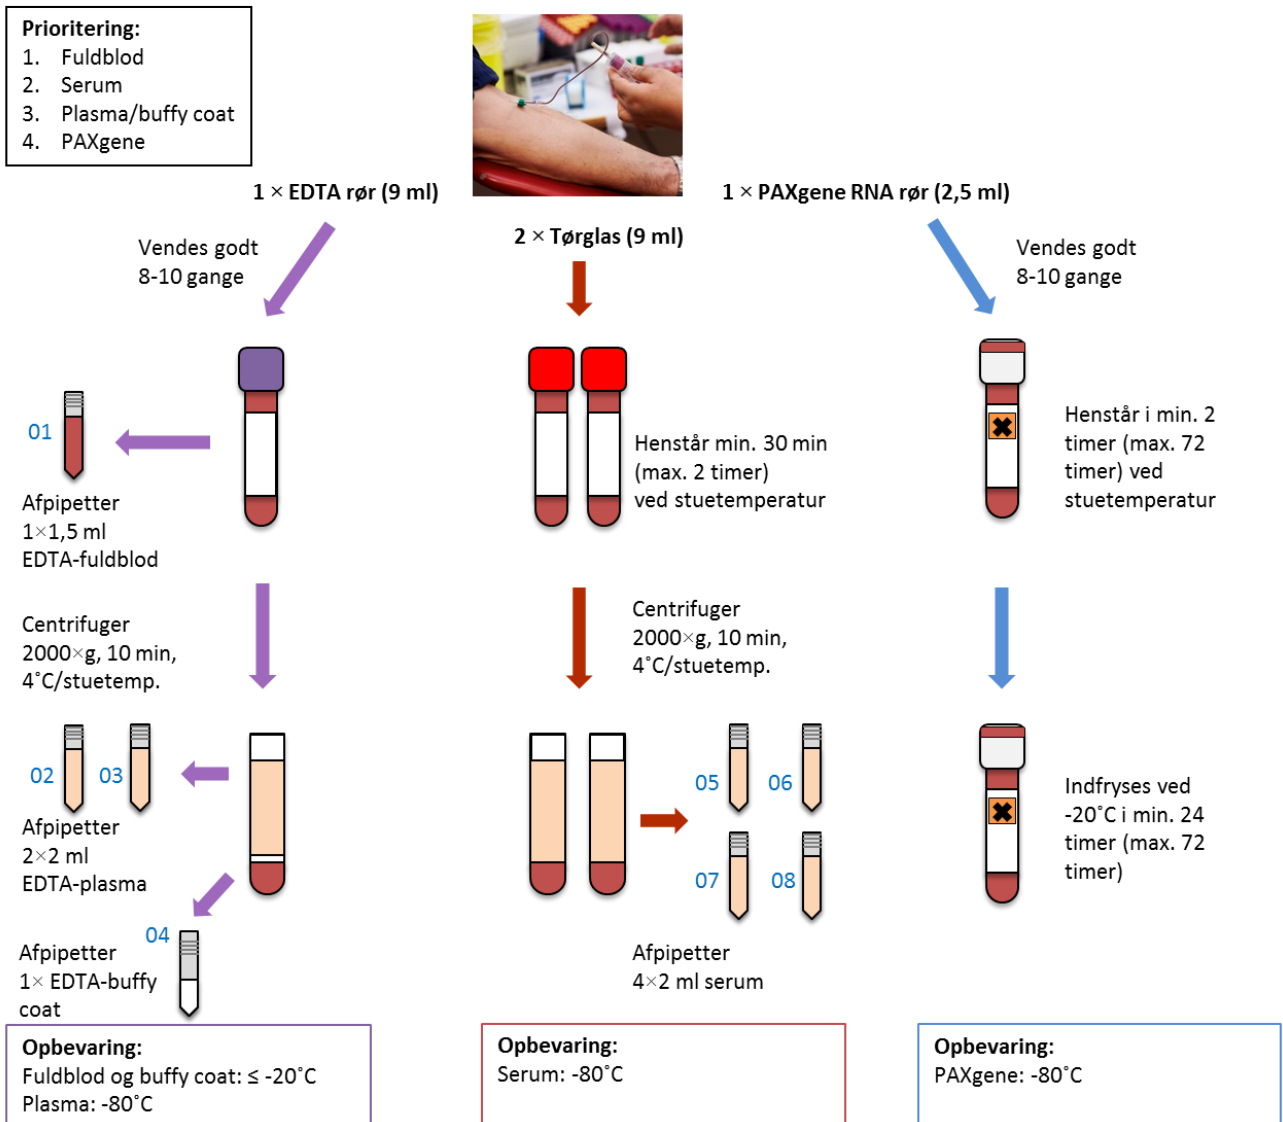 Prioritering:
1. Fuldblod
2. Serum
3. Plasma/buffy coat
4. PAXgene
1 × EDTA rør (9 ml)
2 × Tørglas (9 ml)
1 × PAXgene RNA rør (2,5 ml)
Vendes godt
8-10 gange
01
Afpipetter
1×1,5 ml
EDTA-fuldblod
Centrifuger
2000×g, 10 min,
4˚C/stuetemp.
02
03
Afpipetter
2×2 ml
EDTA-plasma
04
Afpipetter
1× EDTA-buffy
coat
Opbevaring:
Fuldblod og buffy coat: ≤ -20˚C
Plasma: -80˚C
Henstår min. 30 min
(max. 2 timer)
ved stuetemperatur
Centrifuger
2000×g, 10 min,
4˚C/stuetemp.
05
06
07
08
Afpipetter
4×2 ml serum
Opbevaring:
Serum: -80˚C
Vendes godt
8-10 gange
Henstår i min. 2
timer (max. 72
timer) ved
stuetemperatur
Indfryses ved
-20˚C i min. 24
timer (max. 72
timer)
Opbevaring:
PAXgene: -80˚C